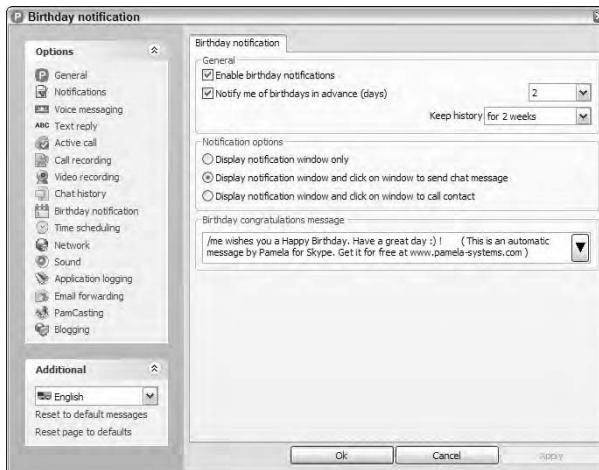 Birthday notification
Options
General
Notifications
Voice messaging
ABC Text reply
Active call
Call recording
Video recording
Chat history
Birthday notification
Time scheduling
Network
Sound
Application logging
Email forwarding
PamCasting
Blogging
Additional
English
Reset to default messages
Reset page to defaults
Birthday notification
General
Enable birthday notifications
Notify me of birthdays in advance (days) 2
Keep history for 2 weeks
Notification options
Display notification window only
Display notification window and click on window to send chat message
Display notification window and click on window to call contact
Birthday congratulations message
/me wishes you a Happy Birthday. Have a great day :) ! ( This is an automatic
message by Pamela for Skype. Get it for free at www.pamela-systems.com )
Ok Cancel Apply